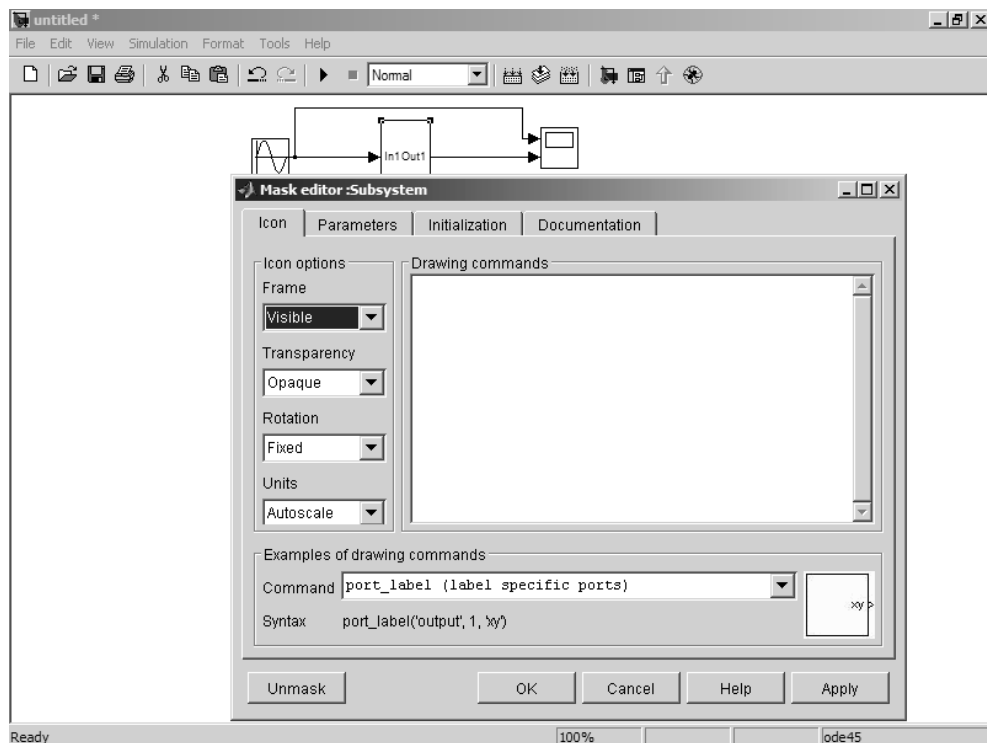 untitled *
File Edit View Simulation Format Tools Help
Normal
In1 Out1
Mask editor :Subsystem
Icon Parameters Initialization Documentation
Icon options Drawing commands
Frame
Visible
Transparency
Opaque
Rotation
Fixed
Units
Autoscale
Examples of drawing commands
Command port_label (label specific ports)
xy >
Syntax port_label('output', 1, 'xy')
Unmask OK Cancel Help Apply
Ready 100% ode45